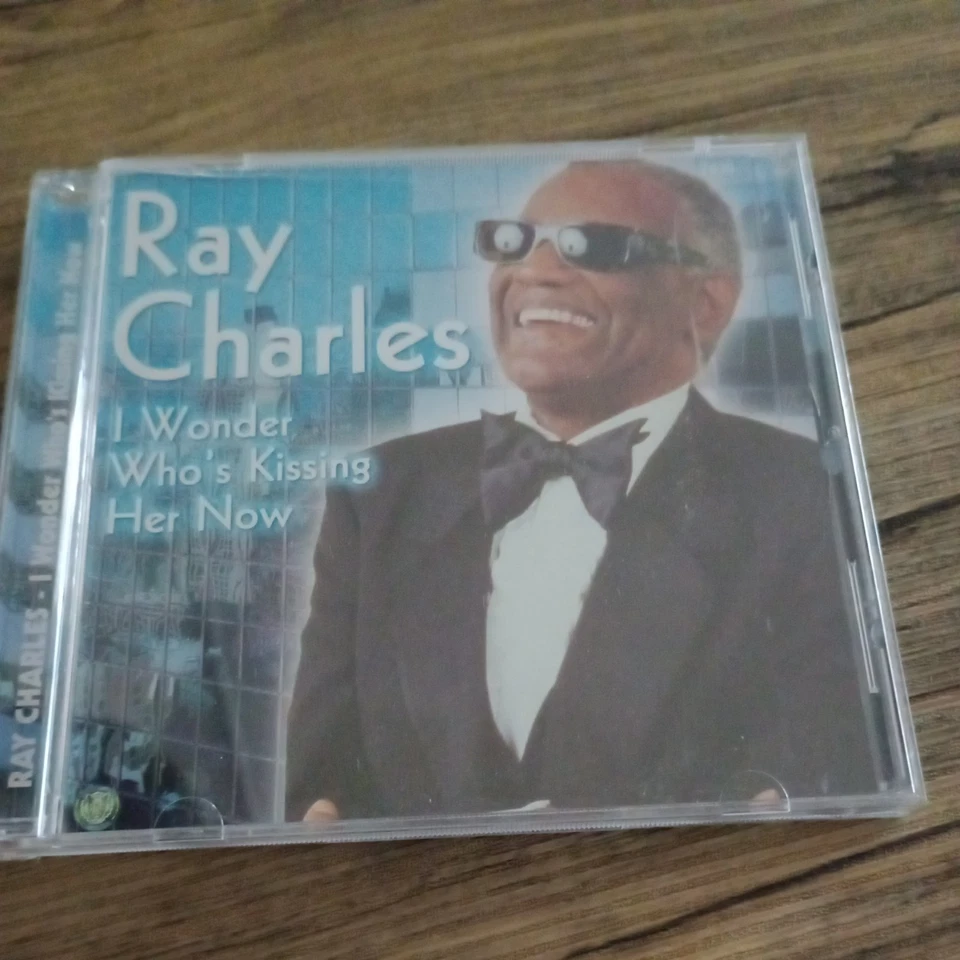 Ray
Charles
I Wonder
Who's Kissing
Her Now
RAY CHARLES - I Wonder Who's Kissing Her Now